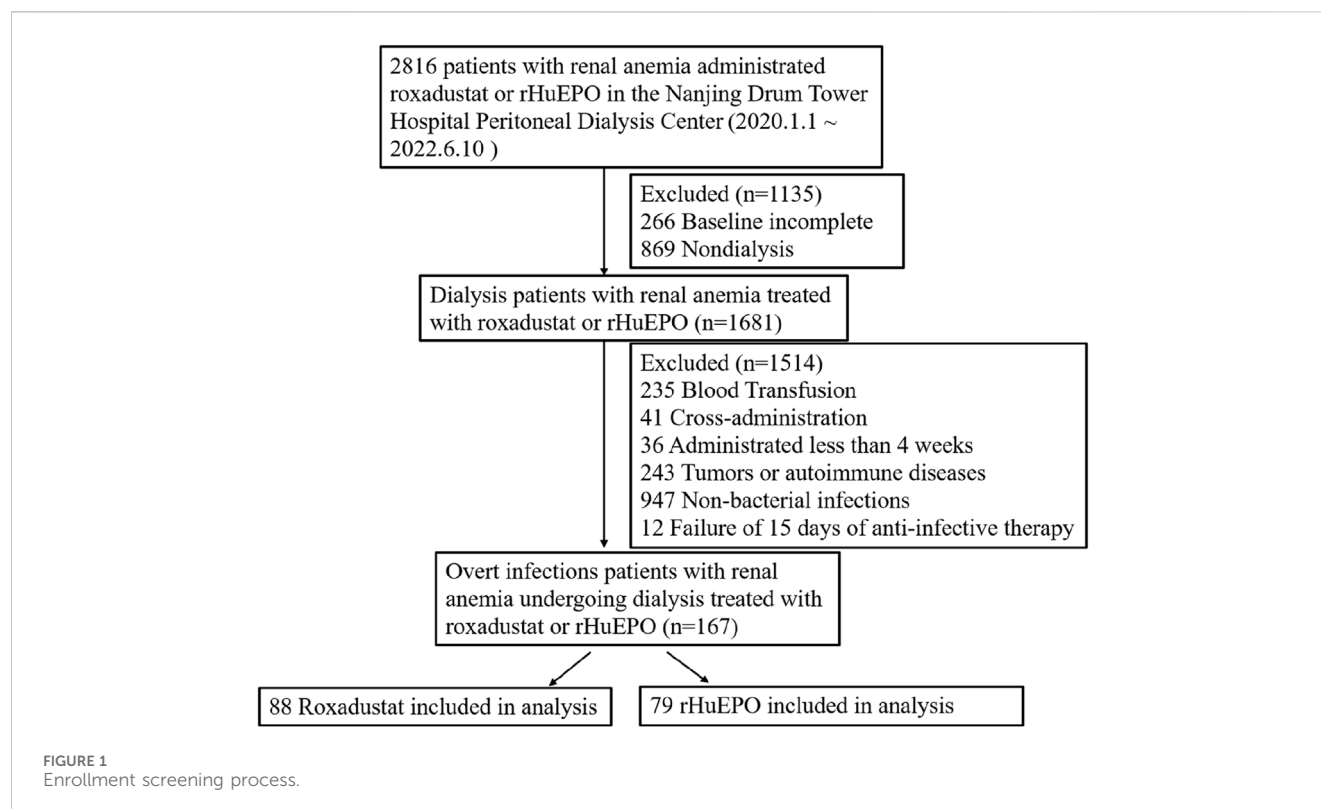 2816 patients with renal anemia administrated
roxadustat or rHuEPO in the Nanjing Drum Tower
Hospital Peritoneal Dialysis Center (2020.1.1 ~
2022.6.10 )
Excluded (n=1135)
266 Baseline incomplete
869 Nondialysis
Dialysis patients with renal anemia treated
with roxadustat or rHuEPO (n=1681)
Excluded (n=1514)
235 Blood Transfusion
41 Cross-administration
36 Administrated less than 4 weeks
243 Tumors or autoimmune diseases
947 Non-bacterial infections
12 Failure of 15 days of anti-infective therapy
Overt infections patients with renal
anemia undergoing dialysis treated with
roxadustat or rHuEPO (n=167)
88 Roxadustat included in analysis
79 rHuEPO included in analysis
FIGURE 1
Enrollment screening process.